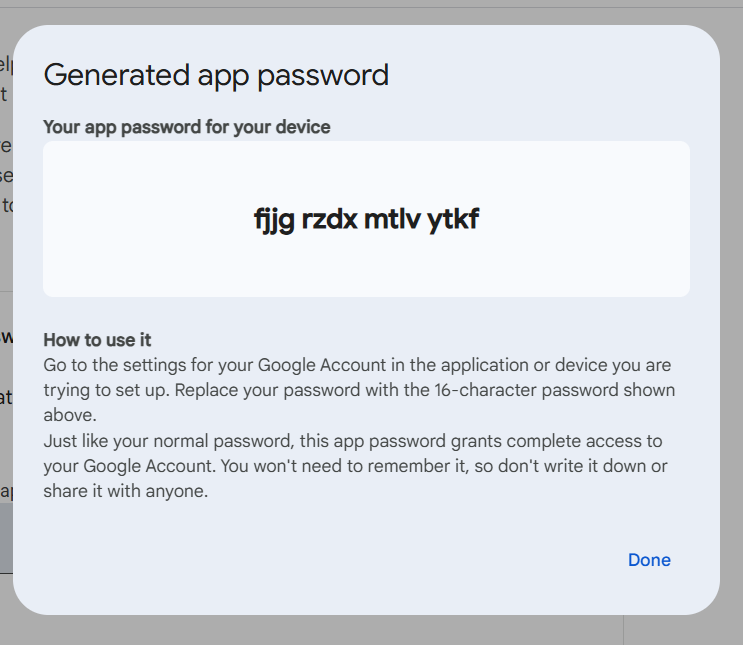 Generated app password
Your app password for your device
fjjg rzdx mtlv ytkf
How to use it
Go to the settings for your Google Account in the application or device you are
trying to set up. Replace your password with the 16-character password shown
above.
Just like your normal password, this app password grants complete access to
your Google Account. You won't need to remember it, so don't write it down or
share it with anyone.
Done